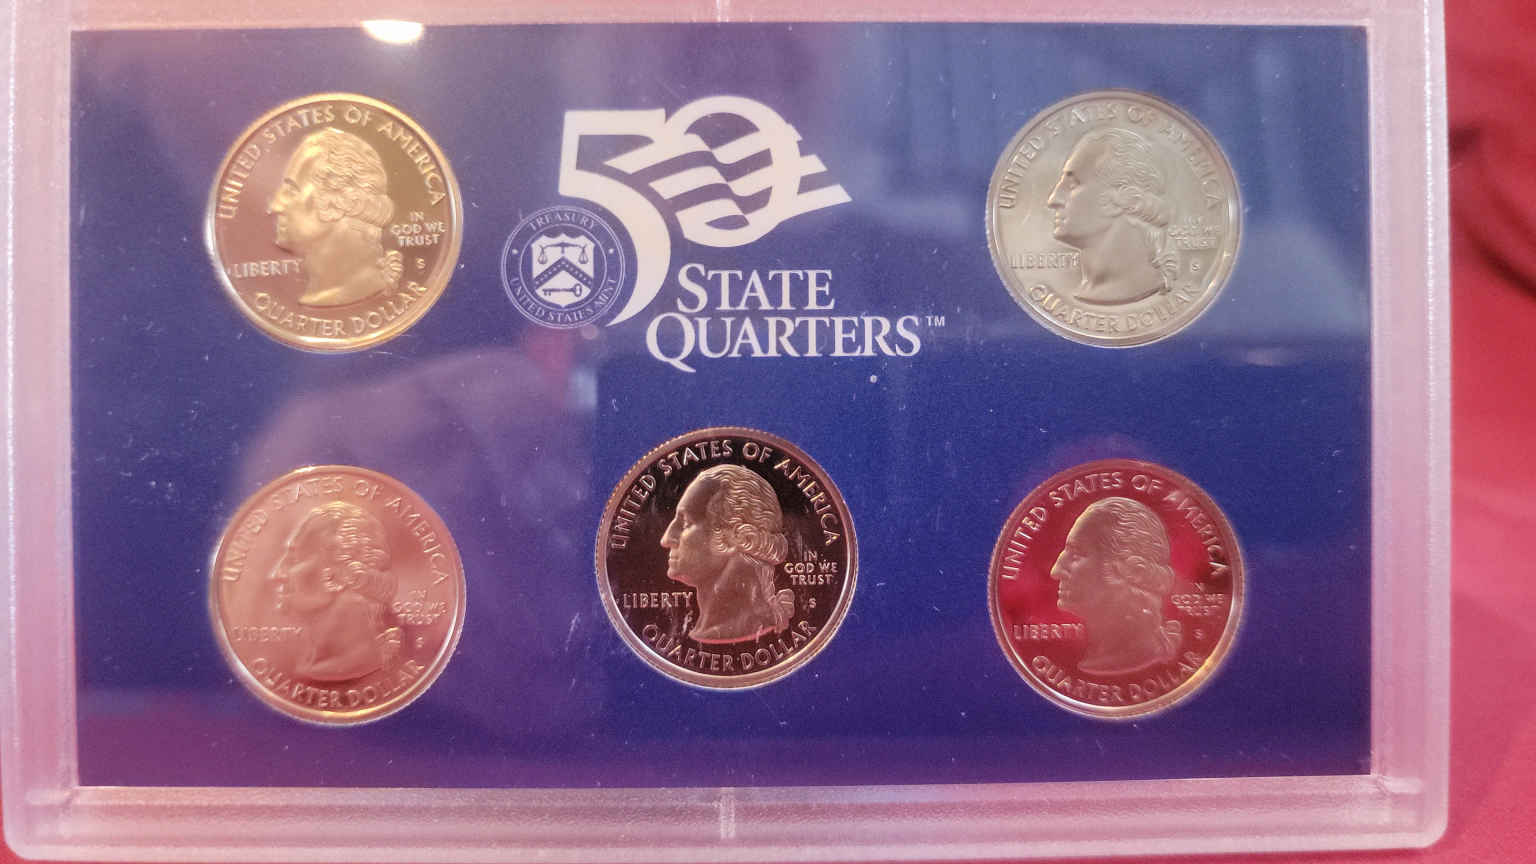 UNITED STATES OF AMERICA
IN
GOD WE
TRUST
LIBERTY
S
QUARTER DOLLAR
50
TREASURY
UNITED STATES MINT
STATE
QUARTERS™
UNITED STATES OF AMERICA
IN
GOD WE
TRUST
LIBERTY
S
QUARTER DOLLAR
UNITED STATES OF AMERICA
IN
GOD WE
TRUST
LIBERTY
S
QUARTER DOLLAR
UNITED STATES OF AMERICA
IN
GOD WE
TRUST
LIBERTY
S
QUARTER DOLLAR
UNITED STATES OF AMERICA
IN
GOD WE
TRUST
LIBERTY
S
QUARTER DOLLAR